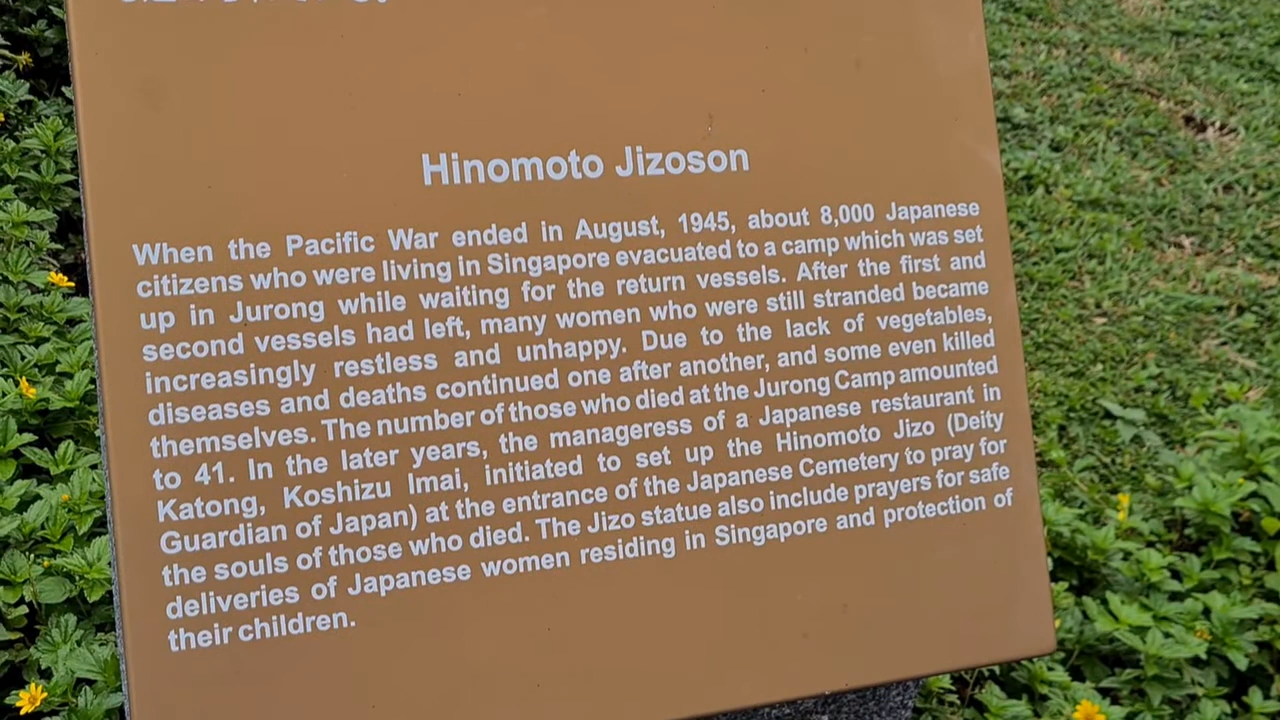 Hinomoto Jizoson
When the Pacific War ended in August, 1945, about 8,000 Japanese
citizens who were living in Singapore evacuated to a camp which was set
up in Jurong while waiting for the return vessels. After the first and
second vessels had left, many women who were still stranded became
increasingly restless and unhappy. Due to the lack of vegetables,
diseases and deaths continued one after another, and some even killed
themselves. The number of those who died at the Jurong Camp amounted
to 41. In the later years, the manageress of a Japanese restaurant in
Katong, Koshizu Imai, initiated to set up the Hinomoto Jizo (Deity
Guardian of Japan) at the entrance of the Japanese Cemetery to pray for
the souls of those who died. The Jizo statue also include prayers for safe
deliveries of Japanese women residing in Singapore and protection of
their children.